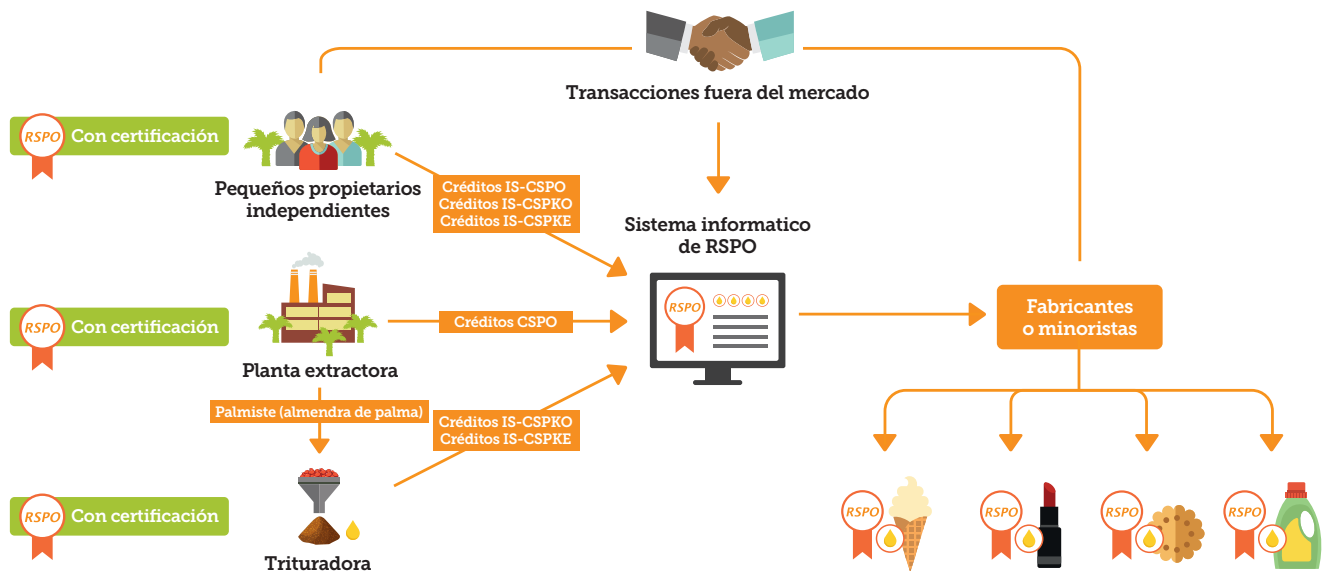 Transacciones fuera del mercado
RSPO
Con certificación
Pequeños propietarios
independientes
Créditos IS-CSPO
Créditos IS-CSPKO
Créditos IS-CSPKE
Sistema informatico
de RSPO
RSPO
RSPO
Con certificación
Planta extractora
Créditos CSPO
Fabricantes
o minoristas
Palmiste (almendra de palma)
Créditos IS-CSPKO
Créditos IS-CSPKE
RSPO
Con certificación
Trituradora
RSPO
RSPO
RSPO
RSPO